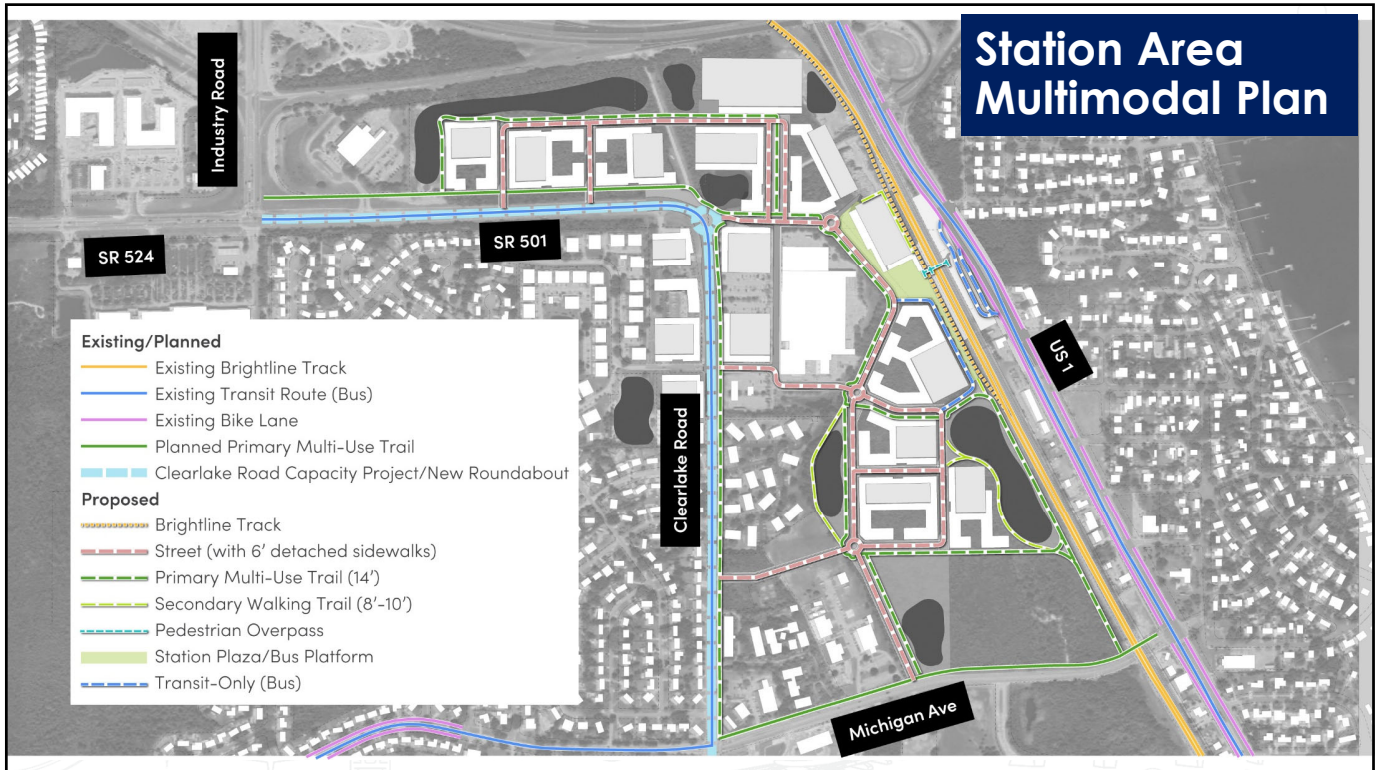 Station Area
Multimodal Plan
Industry Road
SR 524
SR 501
US 1
Clearlake Road
Michigan Ave
Existing/Planned
Existing Brightline Track
Existing Transit Route (Bus)
Existing Bike Lane
Planned Primary Multi-Use Trail
Clearlake Road Capacity Project/New Roundabout
Proposed
Brightline Track
Street (with 6' detached sidewalks)
Primary Multi-Use Trail (14')
Secondary Walking Trail (8'-10')
Pedestrian Overpass
Station Plaza/Bus Platform
Transit-Only (Bus)